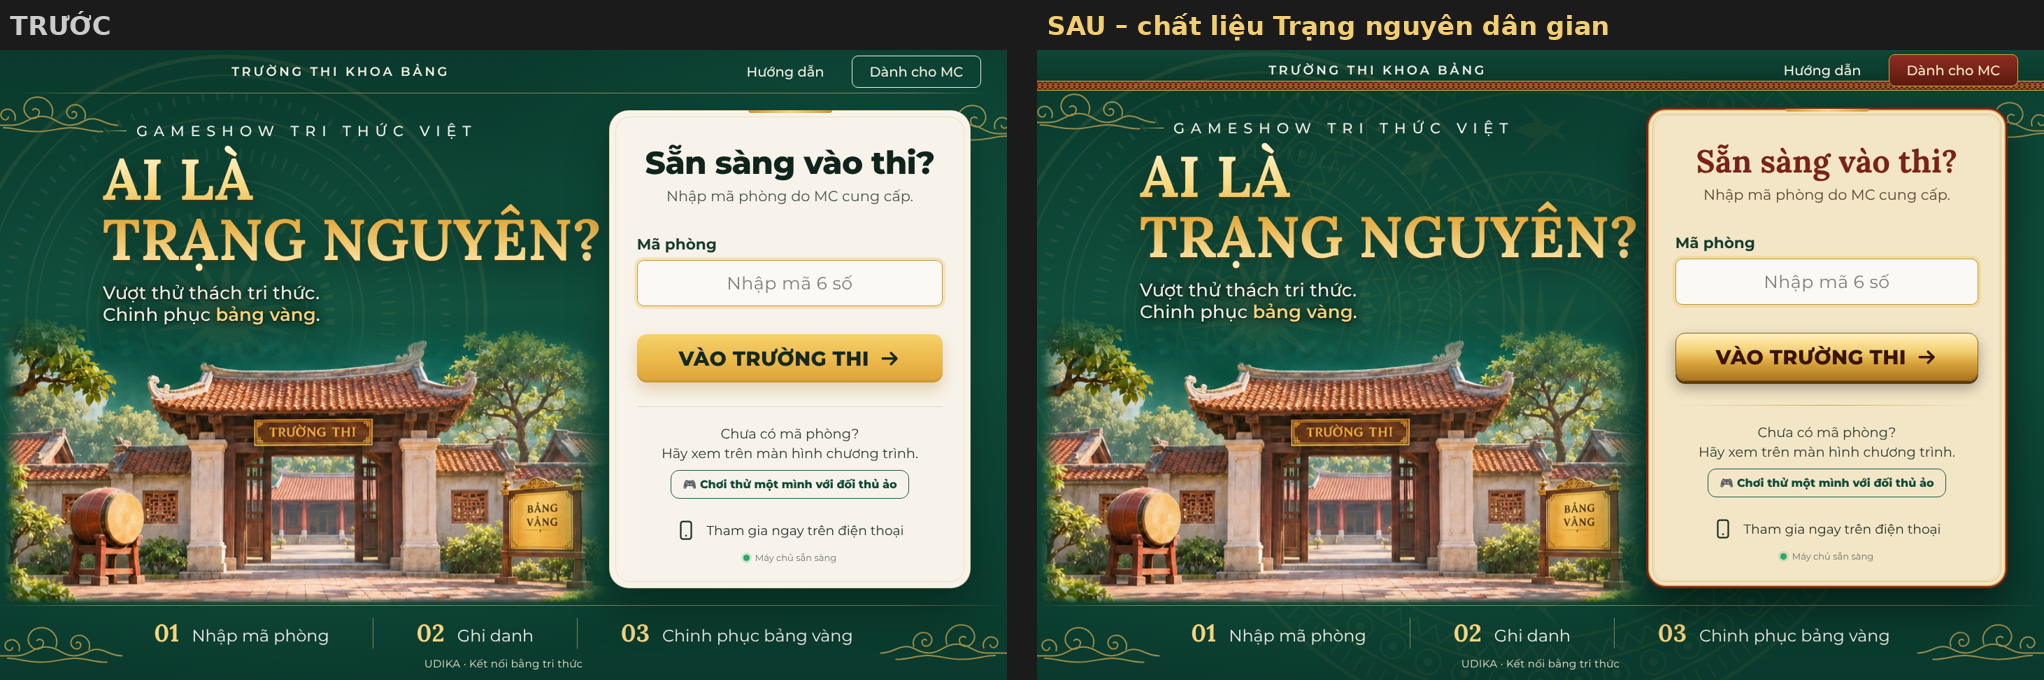 TRƯỚC
TRƯỜNG THI KHOA BẢNG
Hướng dẫn
Dành cho MC
GAMESHOW TRI THỨC VIỆT
AI LÀ
TRẠNG NGUYÊN?
Vượt thử thách tri thức.
Chinh phục bảng vàng.
TRƯỜNG THI
BẢNG
VÀNG
Sẵn sàng vào thi?
Nhập mã phòng do MC cung cấp.
Mã phòng
Nhập mã 6 số
VÀO TRƯỜNG THI →
Chưa có mã phòng?
Hãy xem trên màn hình chương trình.
🎮 Chơi thử một mình với đối thủ ảo
Tham gia ngay trên điện thoại
Máy chủ sẵn sàng
01 Nhập mã phòng
02 Ghi danh
03 Chinh phục bảng vàng
UDIKA · Kết nối bằng tri thức
SAU – chất liệu Trạng nguyên dân gian
TRƯỜNG THI KHOA BẢNG
Hướng dẫn
Dành cho MC
GAMESHOW TRI THỨC VIỆT
AI LÀ
TRẠNG NGUYÊN?
Vượt thử thách tri thức.
Chinh phục bảng vàng.
TRƯỜNG THI
BẢNG
VÀNG
Sẵn sàng vào thi?
Nhập mã phòng do MC cung cấp.
Mã phòng
Nhập mã 6 số
VÀO TRƯỜNG THI →
Chưa có mã phòng?
Hãy xem trên màn hình chương trình.
🎮 Chơi thử một mình với đối thủ ảo
Tham gia ngay trên điện thoại
Máy chủ sẵn sàng
01 Nhập mã phòng
02 Ghi danh
03 Chinh phục bảng vàng
UDIKA · Kết nối bằng tri thức